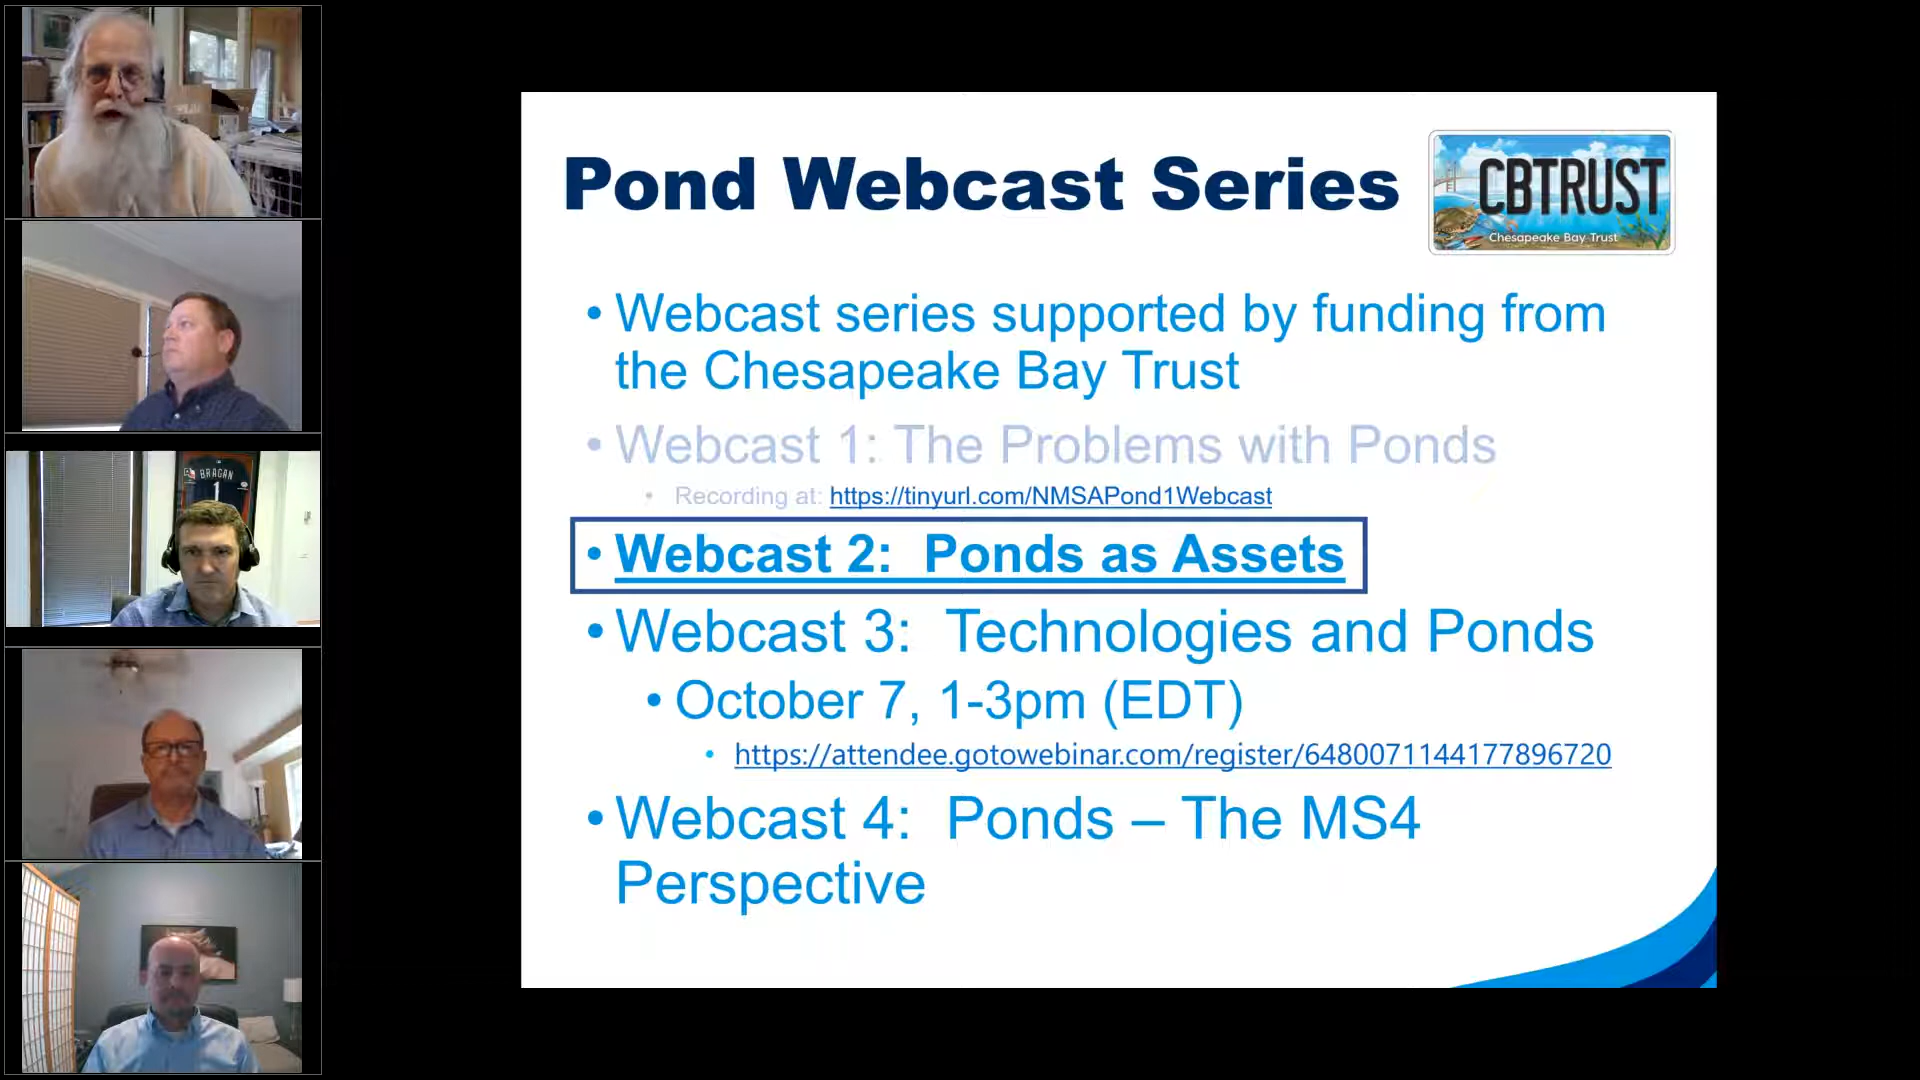 BRAGAN
1
Pond Webcast Series
CBTRUST
Chesapeake Bay Trust
• Webcast series supported by funding from
the Chesapeake Bay Trust
• Webcast 1: The Problems with Ponds
• Recording at: https://tinyurl.com/NMSAPond1Webcast
• Webcast 2: Ponds as Assets
• Webcast 3: Technologies and Ponds
• October 7, 1-3pm (EDT)
• https://attendee.gotowebinar.com/register/6480071144177896720
• Webcast 4: Ponds – The MS4
Perspective